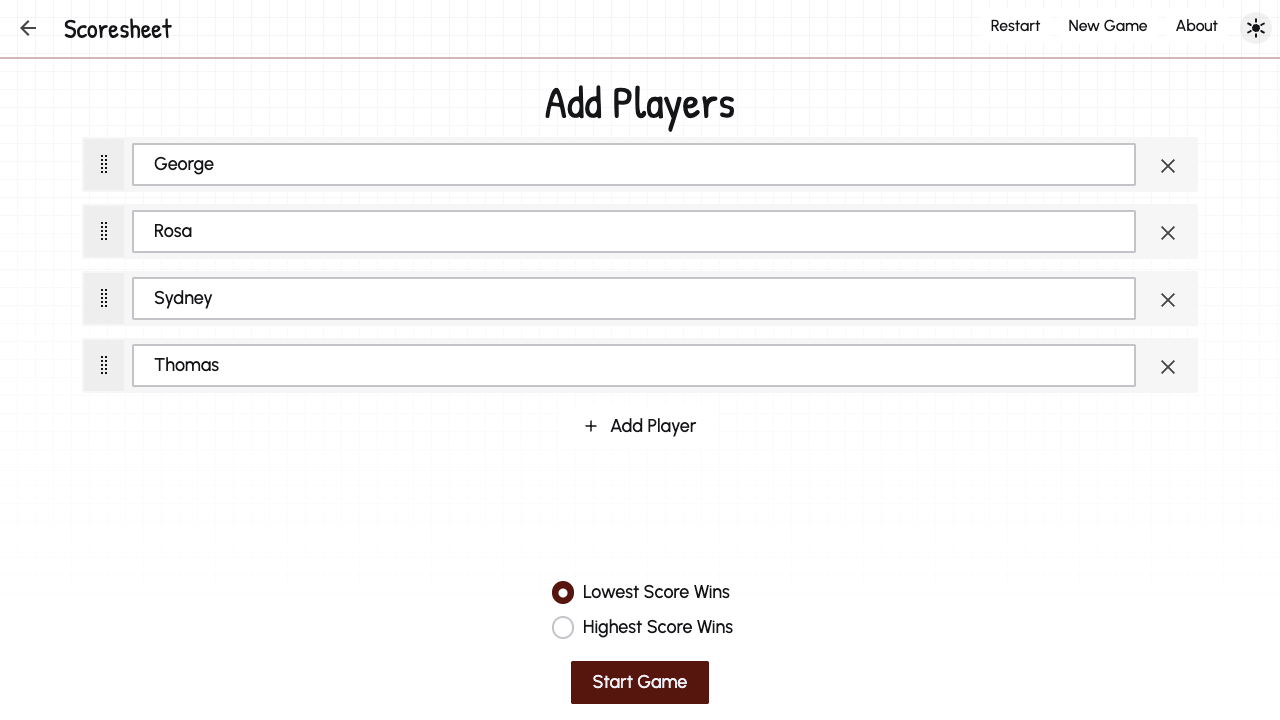 Scoresheet
Restart New Game About
Add Players
George
Rosa
Sydney
Thomas
Add Player
Lowest Score Wins
Highest Score Wins
Start Game